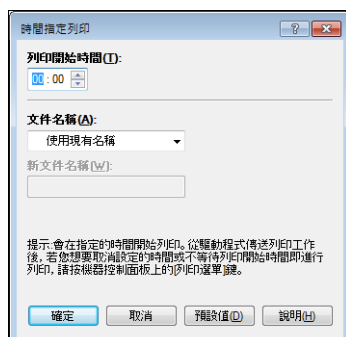 時間指定列印
列印開始時間(T):
00 : 00
文件名稱(A):
使用現有名稱
新文件名稱(W):
提示:會在指定的時間開始列印。從驅動程式傳送列印工作
後, 若您想要取消設定的時間或不等待列印開始時間即進行
列印, 請按機器控制面板上的[列印選單]鍵。
確定 取消 預設值(D) 說明(H)